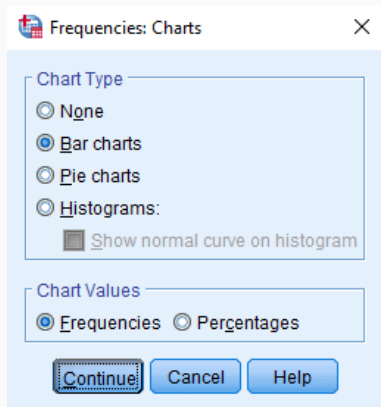 Frequencies: Charts
Chart Type
None
Bar charts
Pie charts
Histograms:
Show normal curve on histogram
Chart Values
Frequencies Percentages
Continue Cancel Help